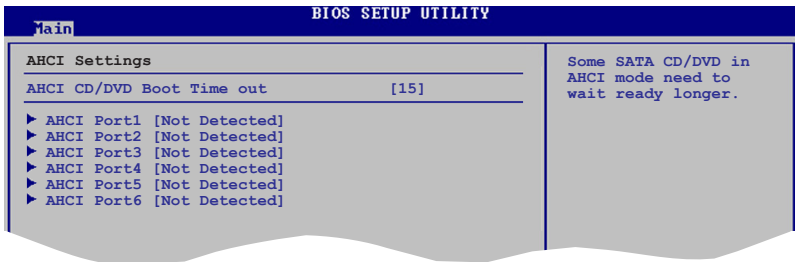 BIOS SETUP UTILITY
Main
AHCI Settings
AHCI CD/DVD Boot Time out [15]
AHCI Port1 [Not Detected]
AHCI Port2 [Not Detected]
AHCI Port3 [Not Detected]
AHCI Port4 [Not Detected]
AHCI Port5 [Not Detected]
AHCI Port6 [Not Detected]
Some SATA CD/DVD in
AHCI mode need to
wait ready longer.